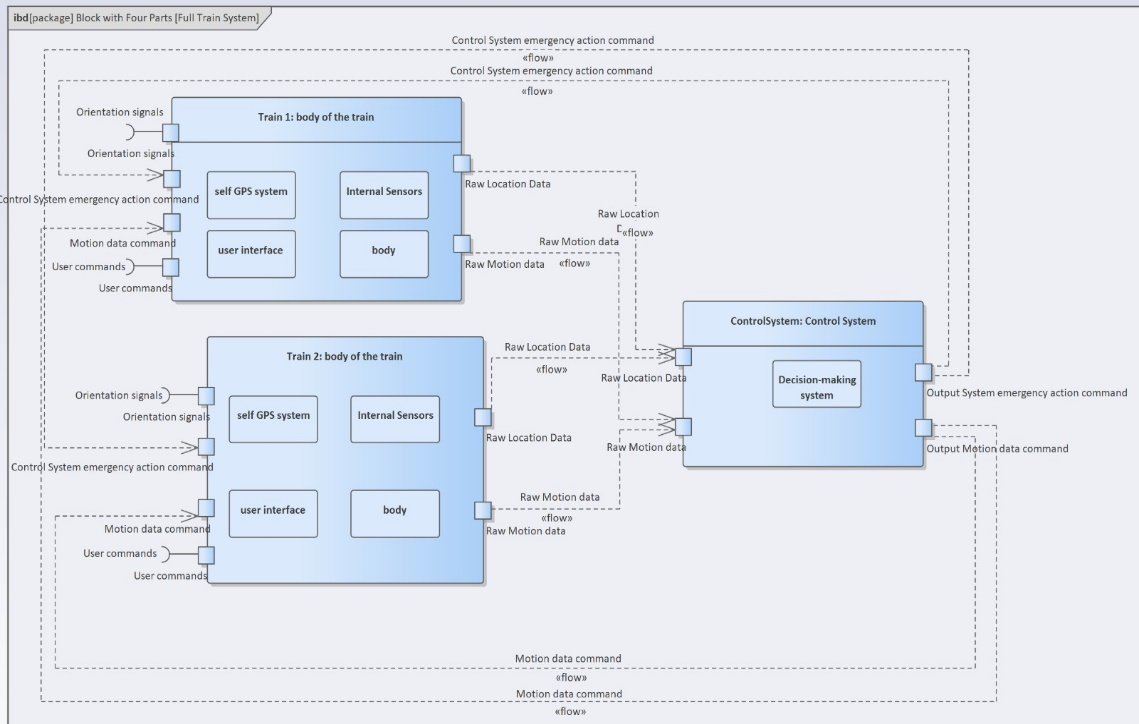 ibd[package] Block with Four Parts [Full Train System]
Control System emergency action command
«flow»
Control System emergency action command
«flow»
Orientation signals
Orientation signals
Control System emergency action command
Motion data command
User commands
User commands
Train 1: body of the train
self GPS system
Internal Sensors
user interface
body
Raw Location Data
Raw Motion data
Raw Location
D
«flow»
Raw Motion data
«flow»
Train 2: body of the train
Orientation signals
Orientation signals
Control System emergency action command
Motion data command
User commands
User commands
self GPS system
Internal Sensors
user interface
body
Raw Location Data
«flow»
Raw Location Data
Raw Motion data
«flow»
Raw Motion data
ControlSystem: Control System
Decision-making
system
Raw Location Data
Raw Motion data
Output System emergency action command
Output Motion data command
Motion data command
«flow»
Motion data command
«flow»